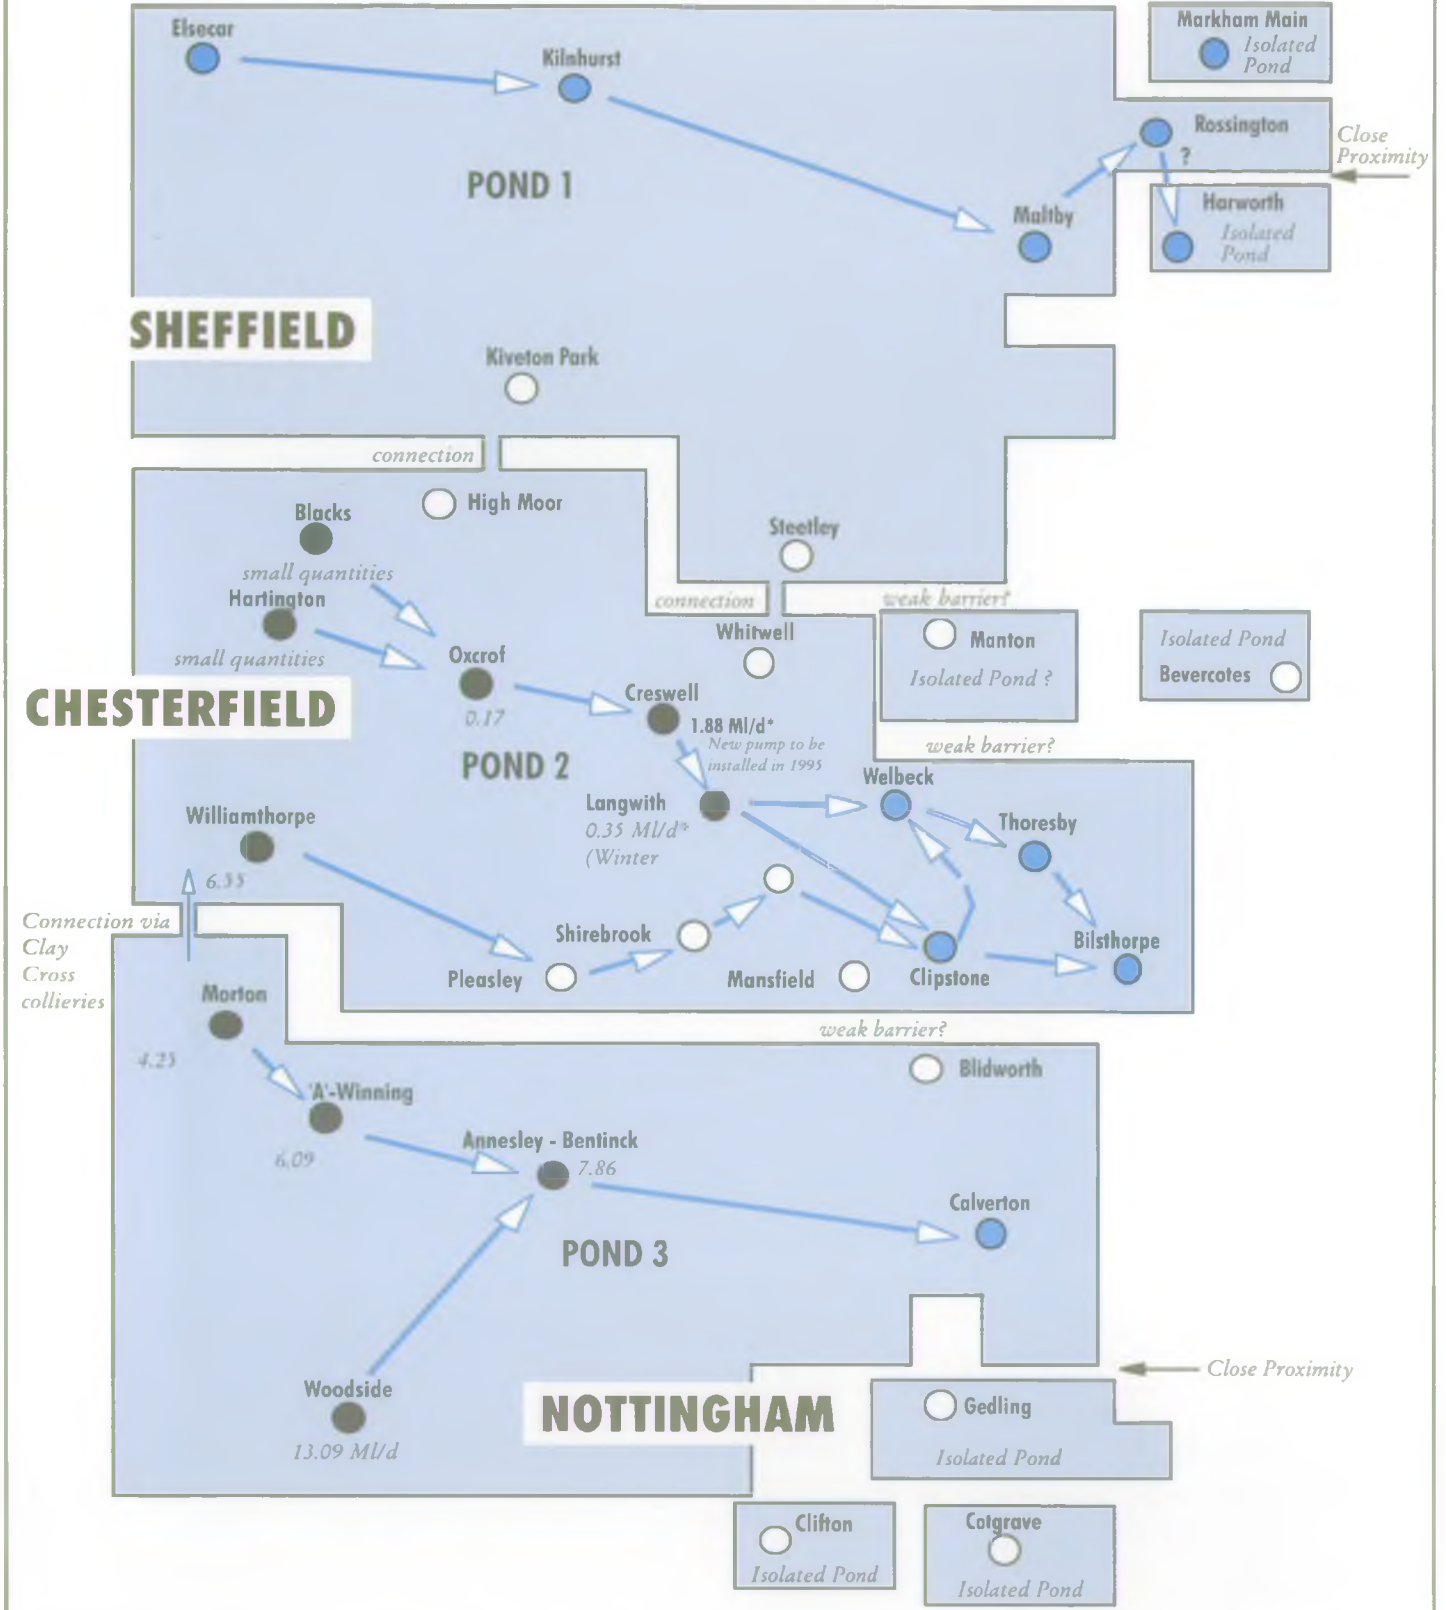 Elsecar
Kilnhurst
Markham Main
Isolated
Pond
Rossington
?
Close
Proximity
POND 1
Maltby
Harworth
Isolated
Pond
SHEFFIELD
Kiveton Park
connection
High Moor
Blacks
small quantities
Steetley
Hartington
small quantities
connection
weak barrier?
Whitwell
Manton
Isolated Pond ?
Isolated Pond
Bevercotes
Oxcrof
0.17
Creswell
1.88 Ml/d*
New pump to be
installed in 1995
CHESTERFIELD
POND 2
weak barrier?
Welbeck
Langwith
0.35 Ml/d*
(Winter
Thoresby
Williamthorpe
6.55
Connection via
Clay
Cross
collieries
Shirebrook
Pleasley
Mansfield
Clipstone
Bilsthorpe
Morton
4.25
weak barrier?
Blidworth
'A'-Winning
6.09
Annesley - Bentinck
7.86
Calverton
POND 3
Close Proximity
Woodside
13.09 Ml/d
NOTTINGHAM
Gedling
Isolated Pond
Clifton
Isolated Pond
Cotgrave
Isolated Pond